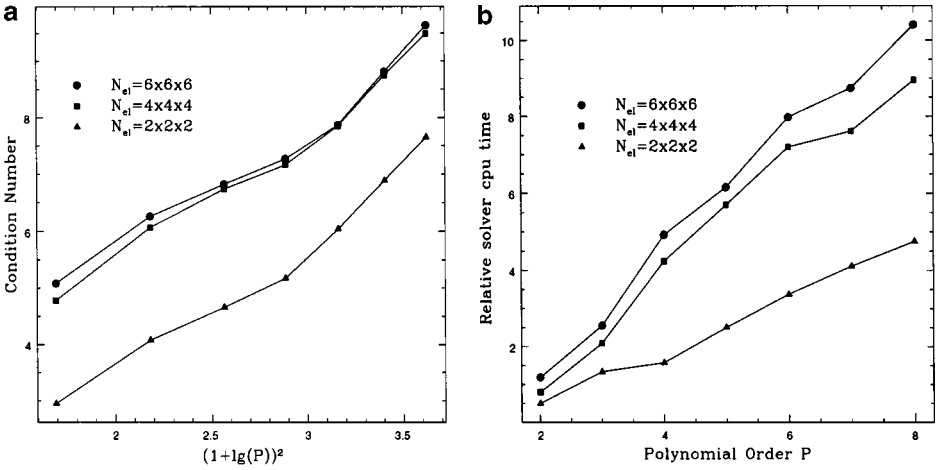 a
Condition Number
8
6
4
N_el=6x6x6
N_el=4x4x4
N_el=2x2x2
2
2.5
3
3.5
(1+lg(P))²
b
Relative solver cpu time
10
8
6
4
2
N_el=6x6x6
N_el=4x4x4
N_el=2x2x2
2
4
6
8
Polynomial Order P